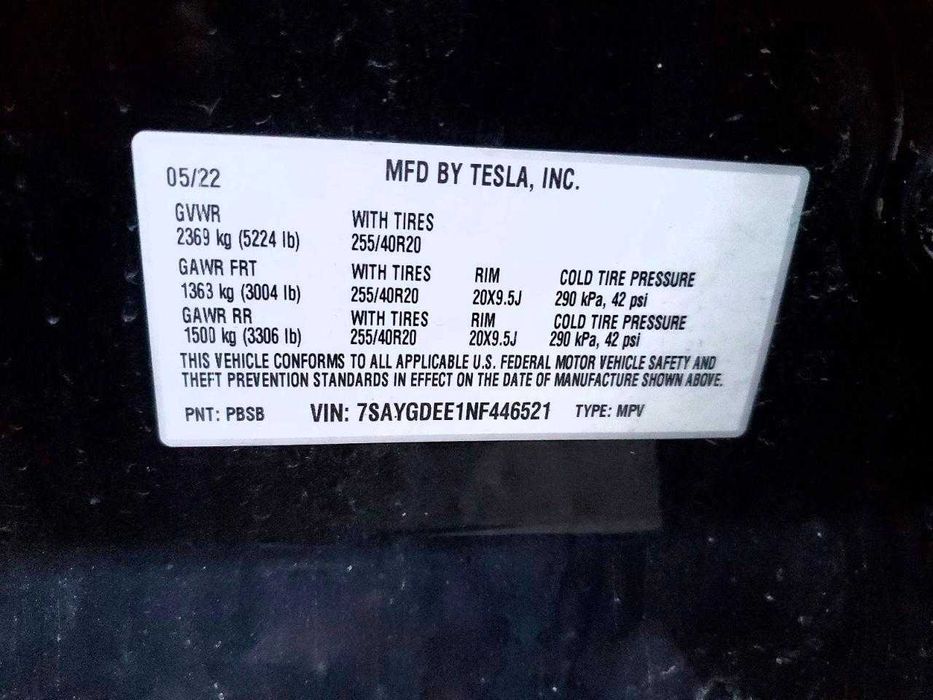 05/22 MFD BY TESLA, INC.
GVWR WITH TIRES
2369 kg (5224 lb) 255/40R20
GAWR FRT WITH TIRES RIM COLD TIRE PRESSURE
1363 kg (3004 lb) 255/40R20 20X9.5J 290 kPa, 42 psi
GAWR RR WITH TIRES RIM COLD TIRE PRESSURE
1500 kg (3306 lb) 255/40R20 20X9.5J 290 kPa, 42 psi
THIS VEHICLE CONFORMS TO ALL APPLICABLE U.S. FEDERAL MOTOR VEHICLE SAFETY AND
THEFT PREVENTION STANDARDS IN EFFECT ON THE DATE OF MANUFACTURE SHOWN ABOVE.
PNT: PBSB VIN: 7SAYGDEE1NF446521 TYPE: MPV